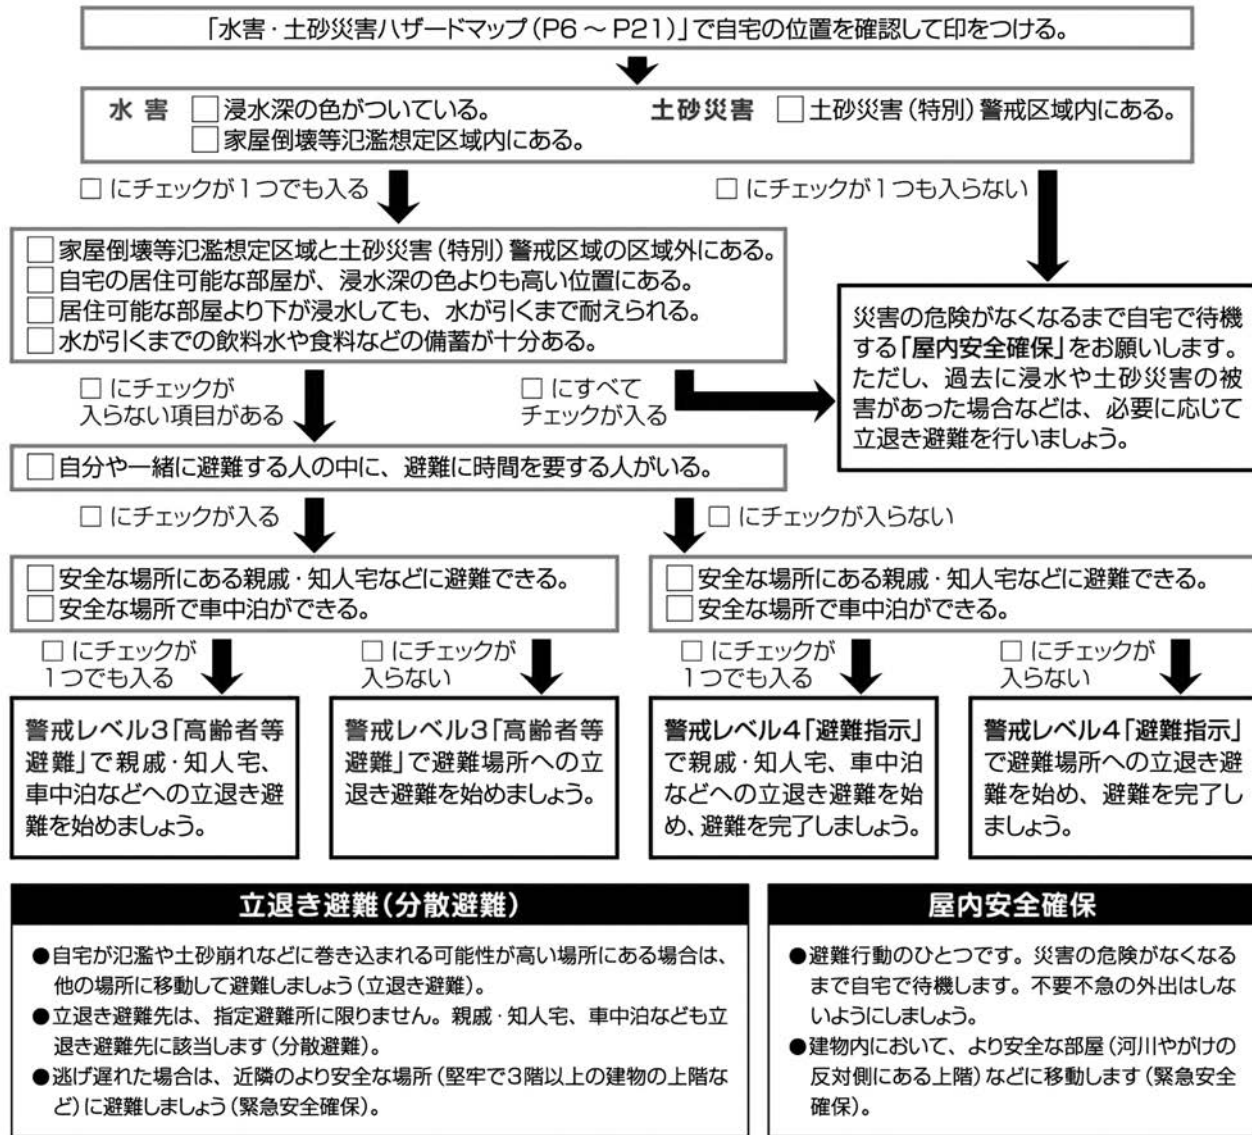 「水害・土砂災害ハザードマップ(P6～P21)」で自宅の位置を確認して印をつける。
水 害 □ 浸水深の色がついている。
□ 家屋倒壊等氾濫想定区域内にある。
土砂災害 □ 土砂災害(特別)警戒区域内にある。
□ にチェックが1つでも入る
□ にチェックが1つも入らない
□ 家屋倒壊等氾濫想定区域と土砂災害(特別)警戒区域の区域外にある。
□ 自宅の居住可能な部屋が、浸水深の色よりも高い位置にある。
□ 居住可能な部屋より下が浸水しても、水が引くまで耐えられる。
□ 水が引くまでの飲料水や食料などの備蓄が十分ある。
災害の危険がなくなるまで自宅で待機
する「屋内安全確保」をお願いします。
ただし、過去に浸水や土砂災害の被
害があった場合などは、必要に応じて
立退き避難を行いましょう。
□ にチェックが
入らない項目がある
□ にすべて
チェックが入る
□ 自分や一緒に避難する人の中に、避難に時間を要する人がいる。
□ にチェックが入る
□ にチェックが入らない
□ 安全な場所にある親戚・知人宅などに避難できる。
□ 安全な場所で車中泊ができる。
□ 安全な場所にある親戚・知人宅などに避難できる。
□ 安全な場所で車中泊ができる。
□ にチェックが
1つでも入る
□ にチェックが
入らない
□ にチェックが
1つでも入る
□ にチェックが
入らない
警戒レベル3「高齢者等
避難」で親戚・知人宅、
車中泊などへの立退き避
難を始めましょう。
警戒レベル3「高齢者等
避難」で避難場所への立
退き避難を始めましょう。
警戒レベル4「避難指示」
で親戚・知人宅、車中泊
などへの立退き避難を始
め、避難を完了しましょう。
警戒レベル4「避難指示」
で避難場所への立退き避
難を始め、避難を完了し
ましょう。
立退き避難(分散避難)
●自宅が氾濫や土砂崩れなどに巻き込まれる可能性が高い場所にある場合は、
他の場所に移動して避難しましょう(立退き避難)。
●立退き避難先は、指定避難所に限りません。親戚・知人宅、車中泊なども立
退き避難先に該当します(分散避難)。
●逃げ遅れた場合は、近隣のより安全な場所(堅牢で3階以上の建物の上階な
ど)に避難しましょう(緊急安全確保)。
屋内安全確保
●避難行動のひとつです。災害の危険がなくなる
まで自宅で待機します。不要不急の外出はしな
いようにしましょう。
●建物内において、より安全な部屋(河川やがけの
反対側にある上階)などに移動します(緊急安全
確保)。